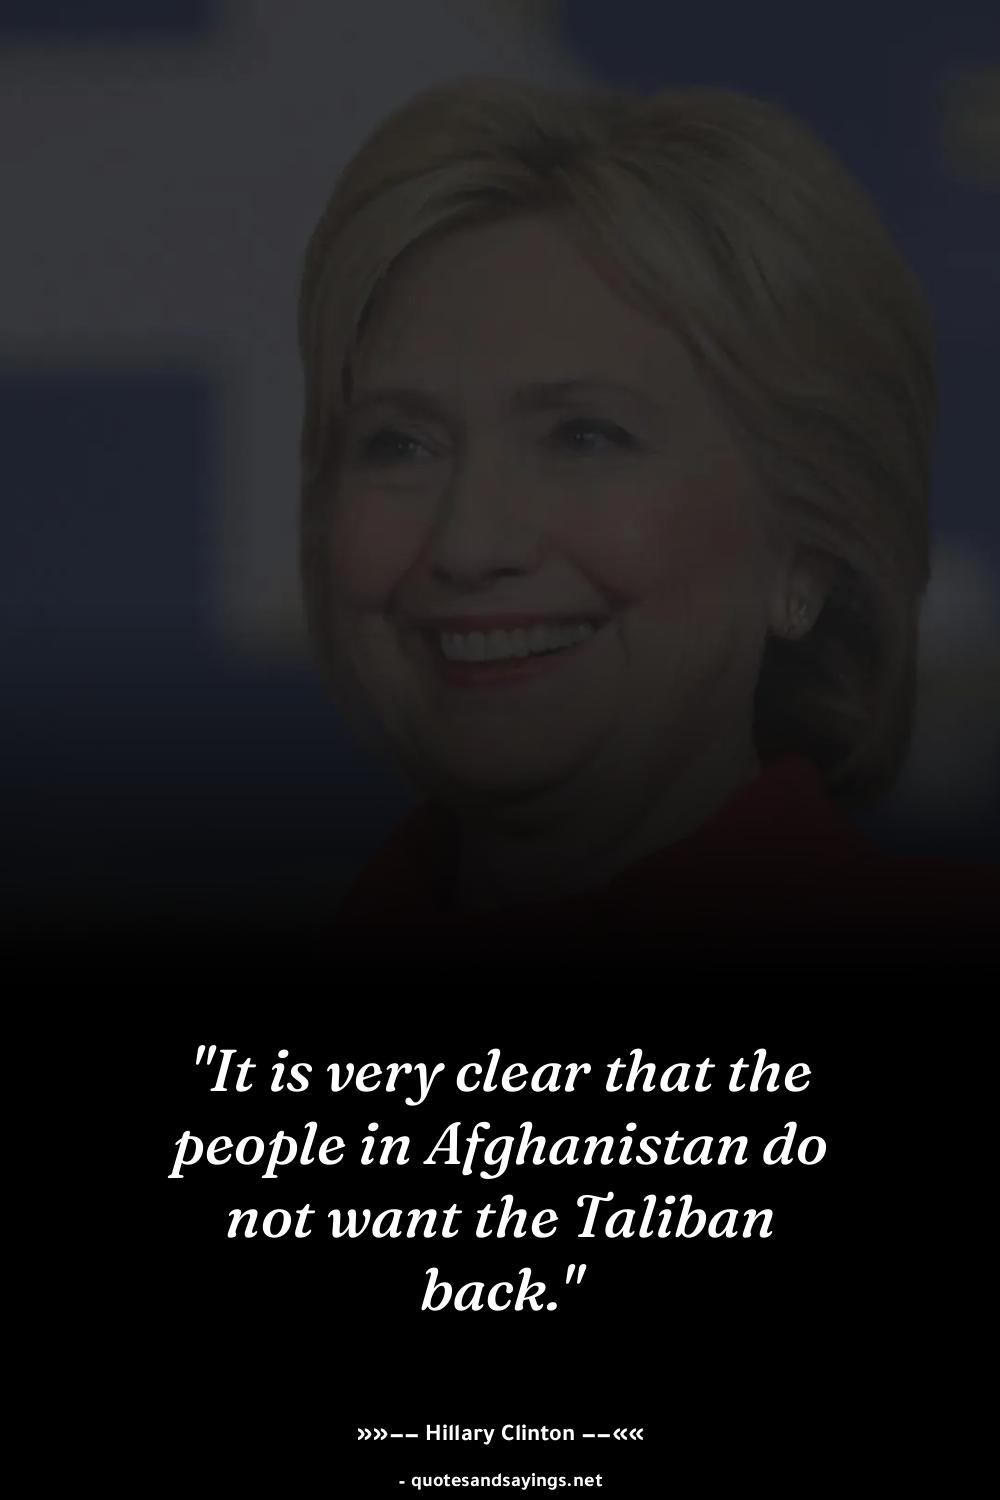 "It is very clear that the
people in Afghanistan do
not want the Taliban
back."
»»−− Hillary Clinton −−««
- quotesandsayings.net